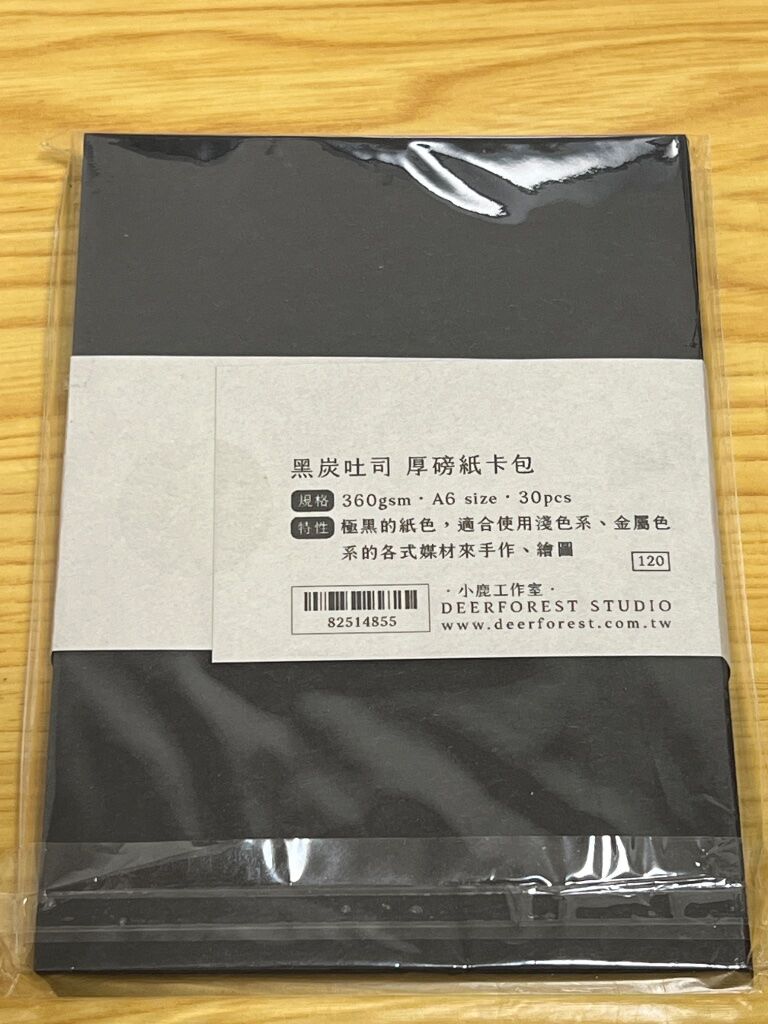 黑炭吐司 厚磅紙卡包
規格 360gsm · A6 size · 30pcs
特性 極黑的紙色，適合使用淺色系、金屬色
系的各式媒材來手作、繪圖
120
· 小鹿工作室 ·
DEERFOREST STUDIO
www.deerforest.com.tw
82514855